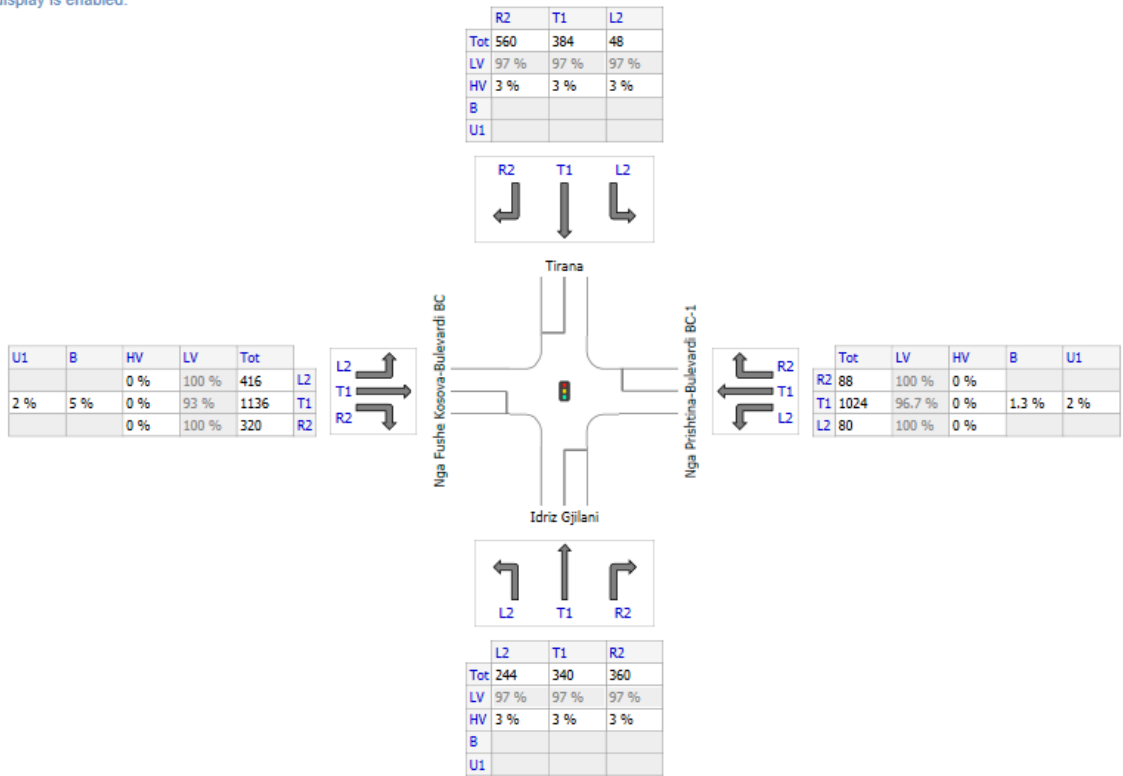 display is enabled.
R2 T1 L2
Tot 560 384 48
LV 97 % 97 % 97 %
HV 3 % 3 % 3 %
B
U1
R2 T1 L2
Tirana
Nga Fushe Kosova-Bulevardi BC
Nga Prishtina-Bulevardi BC-1
U1 B HV LV Tot
0 % 100 % 416 L2
2 % 5 % 0 % 93 % 1136 T1
0 % 100 % 320 R2
L2
T1
R2
R2
T1
L2
Tot LV HV B U1
R2 88 100 % 0 %
T1 1024 96.7 % 0 % 1.3 % 2 %
L2 80 100 % 0 %
Idriz Gjilani
L2 T1 R2
L2 T1 R2
Tot 244 340 360
LV 97 % 97 % 97 %
HV 3 % 3 % 3 %
B
U1